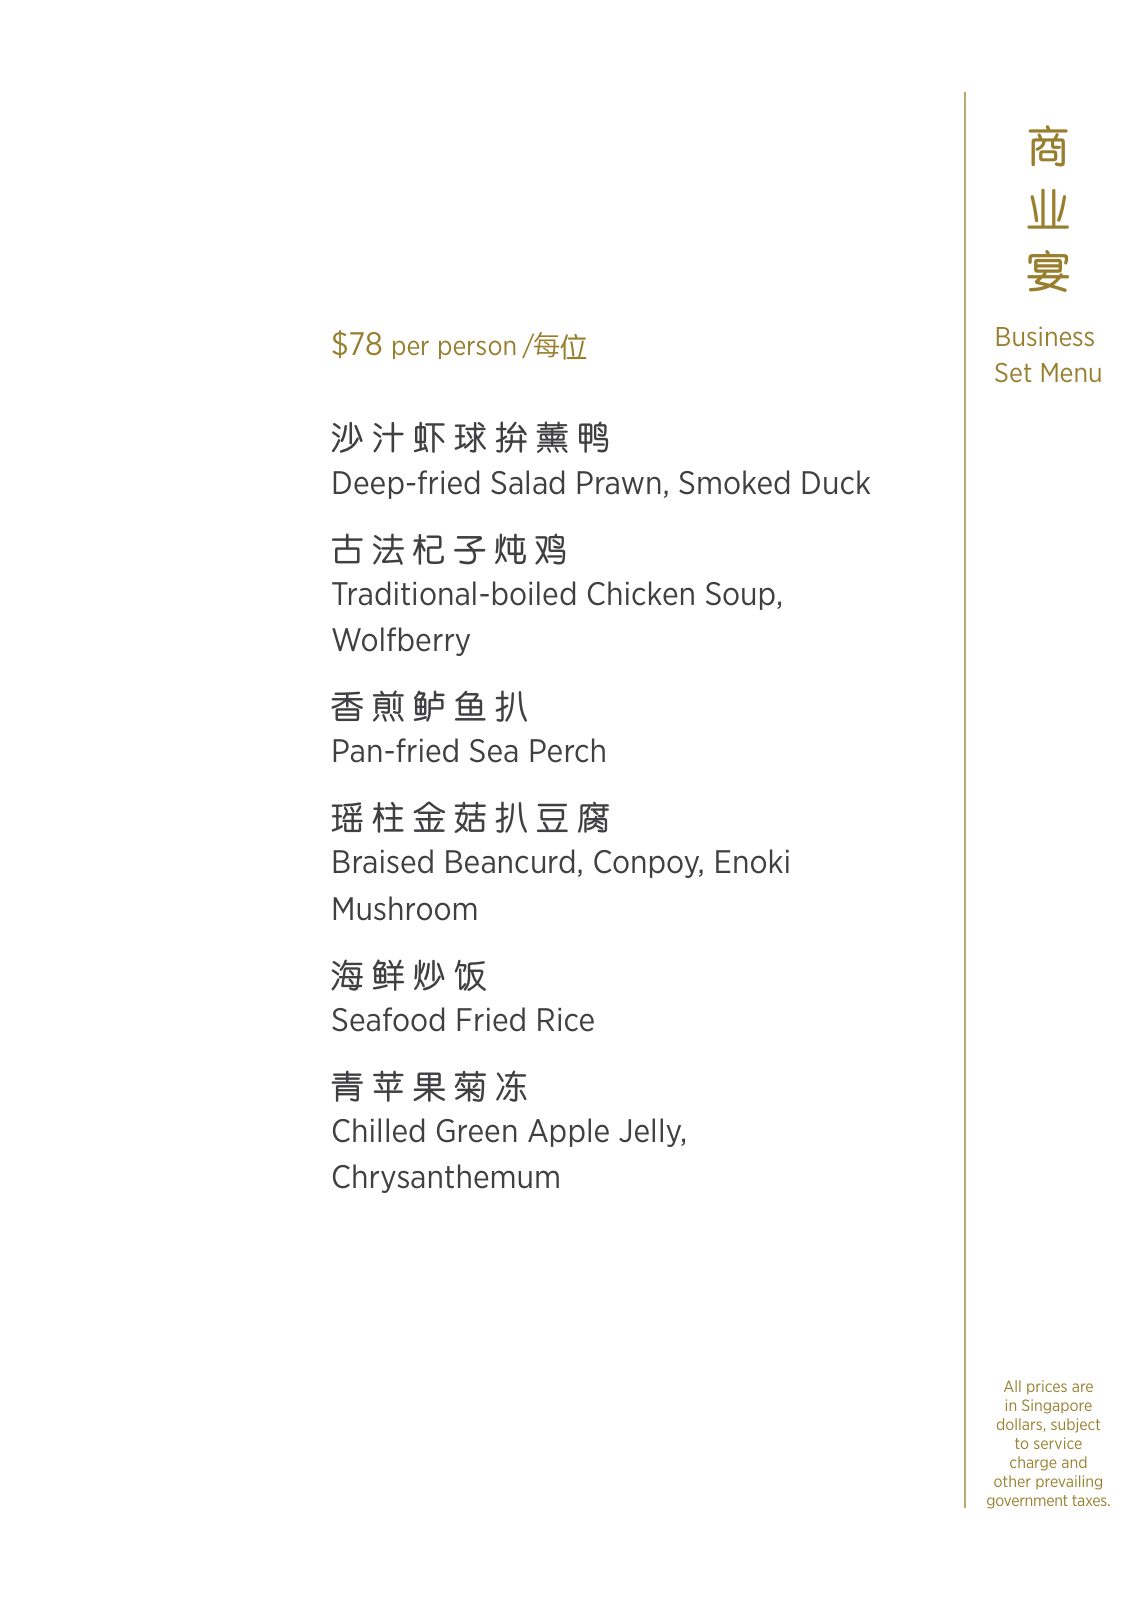 商
业
宴
Business
Set Menu
$78 per person /每位
沙汁虾球拚薰鸭
Deep-fried Salad Prawn, Smoked Duck
古法杞子炖鸡
Traditional-boiled Chicken Soup,
Wolfberry
香煎鲈鱼扒
Pan-fried Sea Perch
瑶柱金菇扒豆腐
Braised Beancurd, Conpoy, Enoki
Mushroom
海鲜炒饭
Seafood Fried Rice
青苹果菊冻
Chilled Green Apple Jelly,
Chrysanthemum
All prices are
in Singapore
dollars, subject
to service
charge and
other prevailing
government taxes.